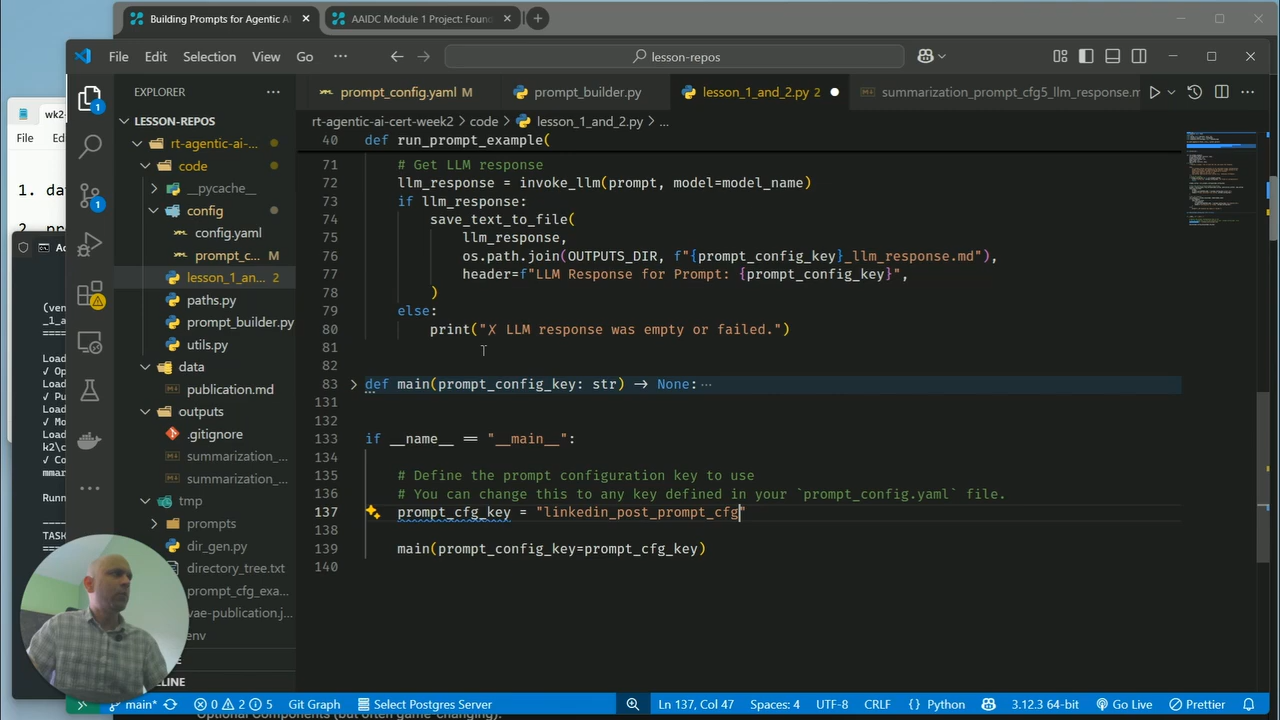 Building Prompts for Agentic A
AAIDC Module 1 Project: Found
File Edit Selection View Go ···
lesson-repos
wk2-
File
1. da
2. pr
EXPLORER
LESSON-REPOS
rt-agentic-ai-...
code
__pycache__
config
config.yaml
prompt_c... M
lesson_1_an... 2
paths.py
prompt_builder.py
utils.py
data
publication.md
outputs
.gitignore
summarization_...
summarization_...
tmp
prompts
dir_gen.py
directory_tree.txt
prompt_cfg_exa...
vae-publication.j...
env
LINE
(ven
_1_a
====
Load
✓ Op
Load
✓ Pu
Load
✓ Mo
Load
k2\c
✓ Co
mmar
Runn
----
TASK
====
prompt_config.yaml M
prompt_builder.py
lesson_1_and_2.py 2
summarization_prompt_cfg5_llm_response.m
rt-agentic-ai-cert-week2 > code > lesson_1_and_2.py > ...
40 def run_prompt_example(
71 # Get LLM response
72 llm_response = invoke_llm(prompt, model=model_name)
73 if llm_response:
74 save_text_to_file(
75 llm_response,
76 os.path.join(OUTPUTS_DIR, f"{prompt_config_key}_llm_response.md"),
77 header=f"LLM Response for Prompt: {prompt_config_key}",
78 )
79 else:
80 print("✗ LLM response was empty or failed.")
81
82
83 def main(prompt_config_key: str) → None: ···
131
132
133 if __name__ == "__main__":
134
135 # Define the prompt configuration key to use
136 # You can change this to any key defined in your `prompt_config.yaml` file.
137 prompt_cfg_key = "linkedin_post_prompt_cfg"
138
139 main(prompt_config_key=prompt_cfg_key)
140
main* 0 2 5 Git Graph Select Postgres Server Ln 137, Col 47 Spaces: 4 UTF-8 CRLF {} Python 3.12.3 64-bit Go Live Prettier
Optional Components (but often game-changing):